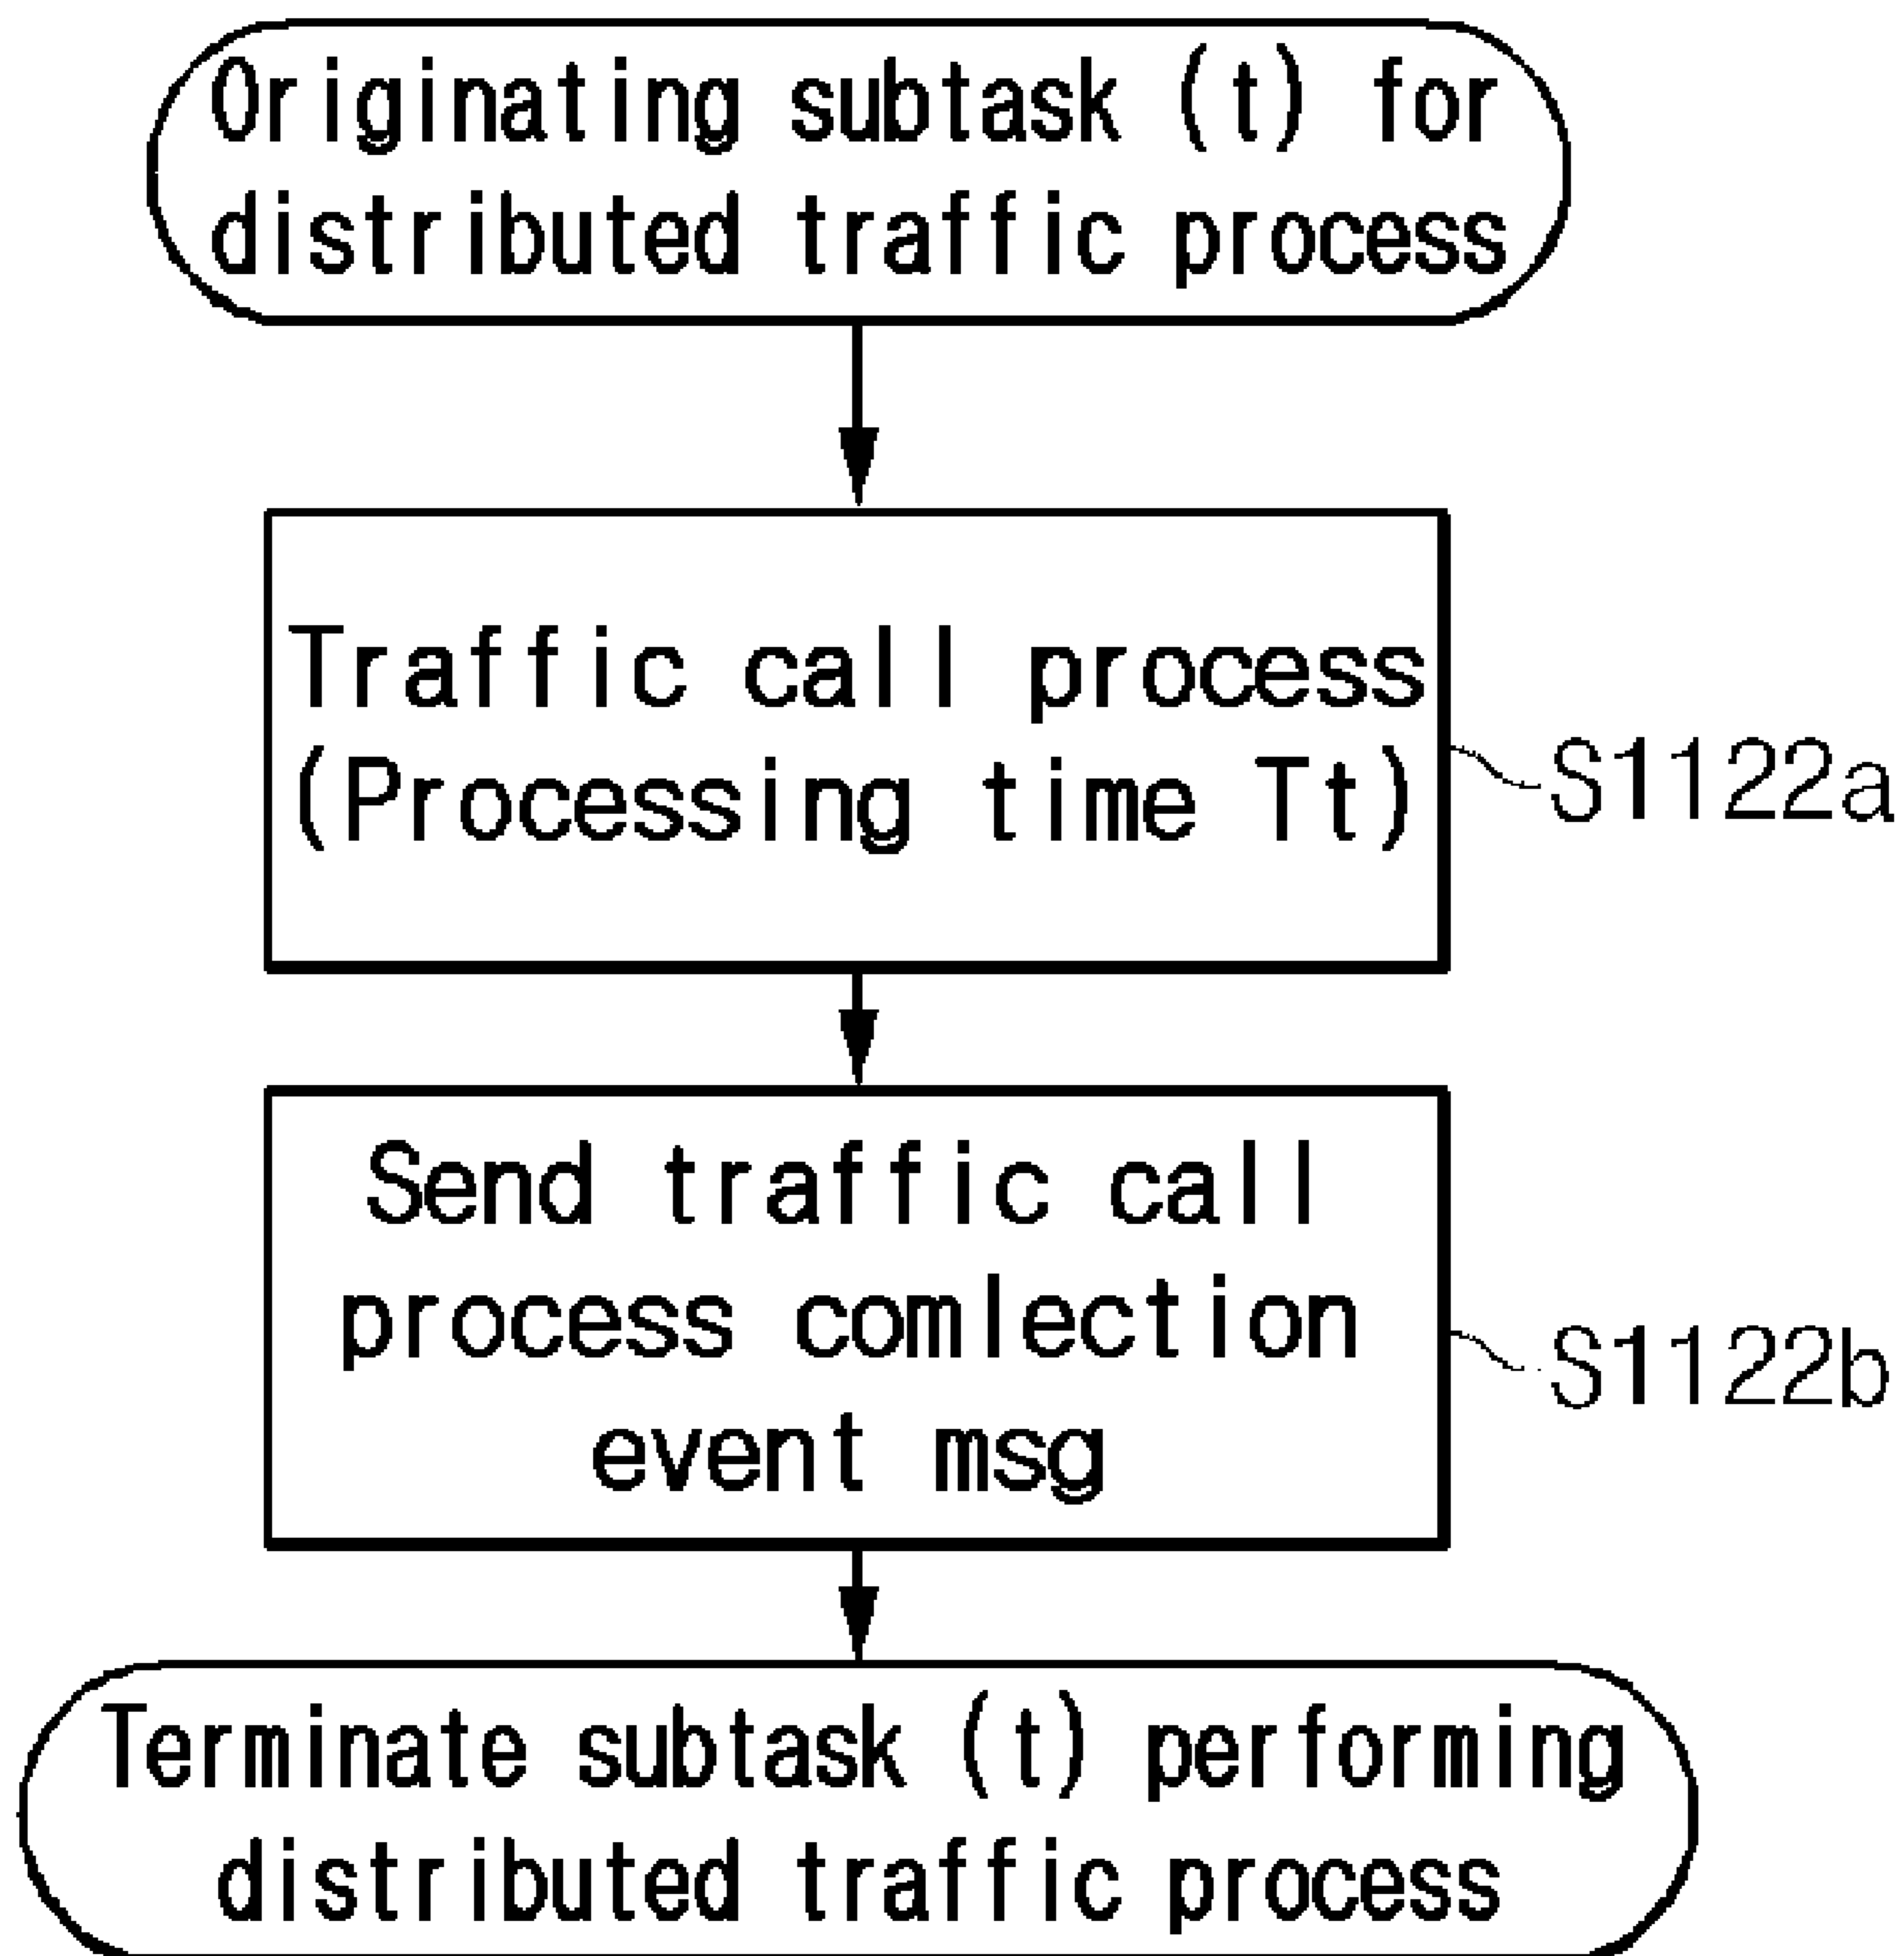 Originating subtask (t) for
distributed traffic process
Traffic call process
(Processing time Tt)
S1122a
Send traffic call
process comlection
event msg
S1122b
Terminate subtask (t) performing
distributed traffic process